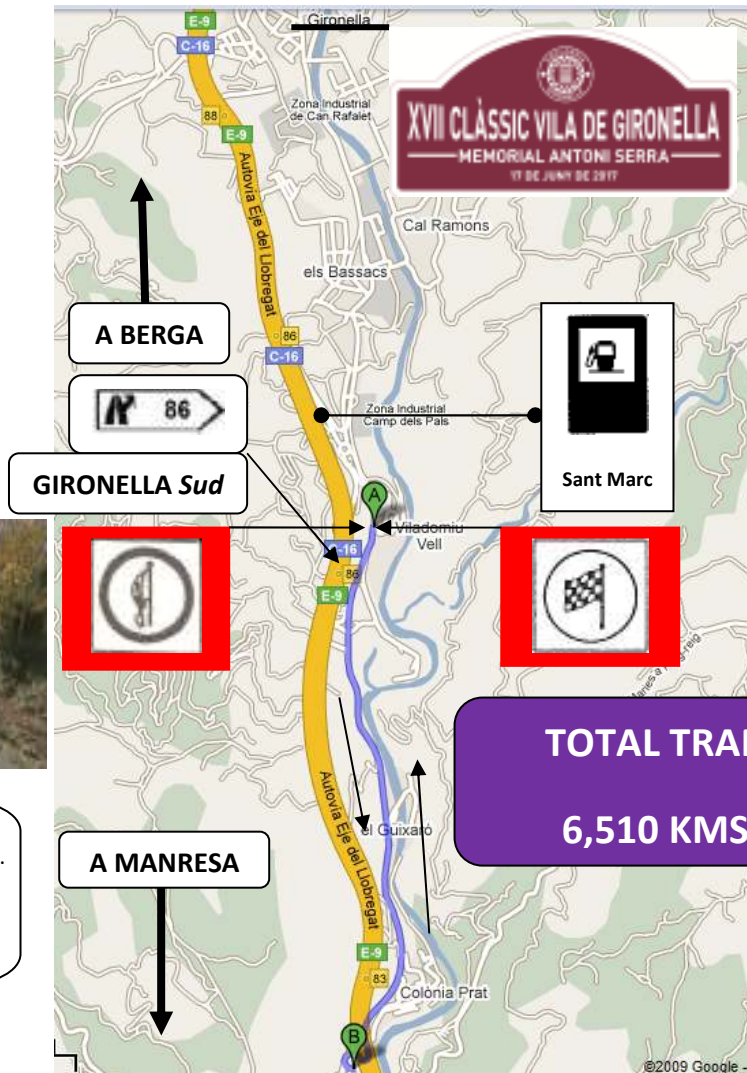 Gironella
E-9
C-16
Zona Industrial
de Can Rafalet
88
E-9
XVII CLÀSSIC VILA DE GIRONELLA
MEMORIAL ANTONI SERRA
17 DE JUNY DE 2017
Autovia Eje del Llobregat
Cal Ramons
els Bassacs
A BERGA
86
C-16
86
Zona Industrial
Camp dels Pals
Sant Marc
GIRONELLA Sud
A
Viladomiu
Vell
C-16
86
E-9
TOTAL TRA
6,510 KMS
Autovia Eje del Llobregat
el Guixaró
A MANRESA
E-9
83
Colònia Prat
B
©2009 Google -